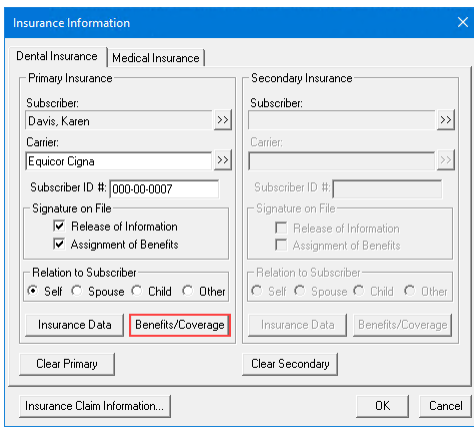 Insurance Information
Dental Insurance
Medical Insurance
Primary Insurance
Subscriber:
Davis, Karen
>>
Carrier:
Equicor Cigna
>>
Subscriber ID #: 000-00-0007
Signature on File
Release of Information
Assignment of Benefits
Relation to Subscriber
Self Spouse Child Other
Insurance Data Benefits/Coverage
Clear Primary
Secondary Insurance
Subscriber:
>>
Carrier:
>>
Subscriber ID #:
Signature on File
Release of Information
Assignment of Benefits
Relation to Subscriber
Self Spouse Child Other
Insurance Data Benefits/Coverage
Clear Secondary
Insurance Claim Information... OK Cancel